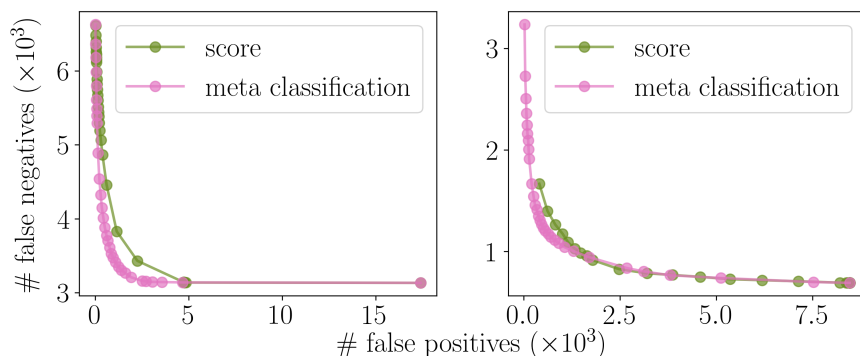 # false negatives (×10³)
6
5
4
3
0
5
10
15
score
meta classification
3
2
1
0.0
2.5
5.0
7.5
score
meta classification
# false positives (×10³)